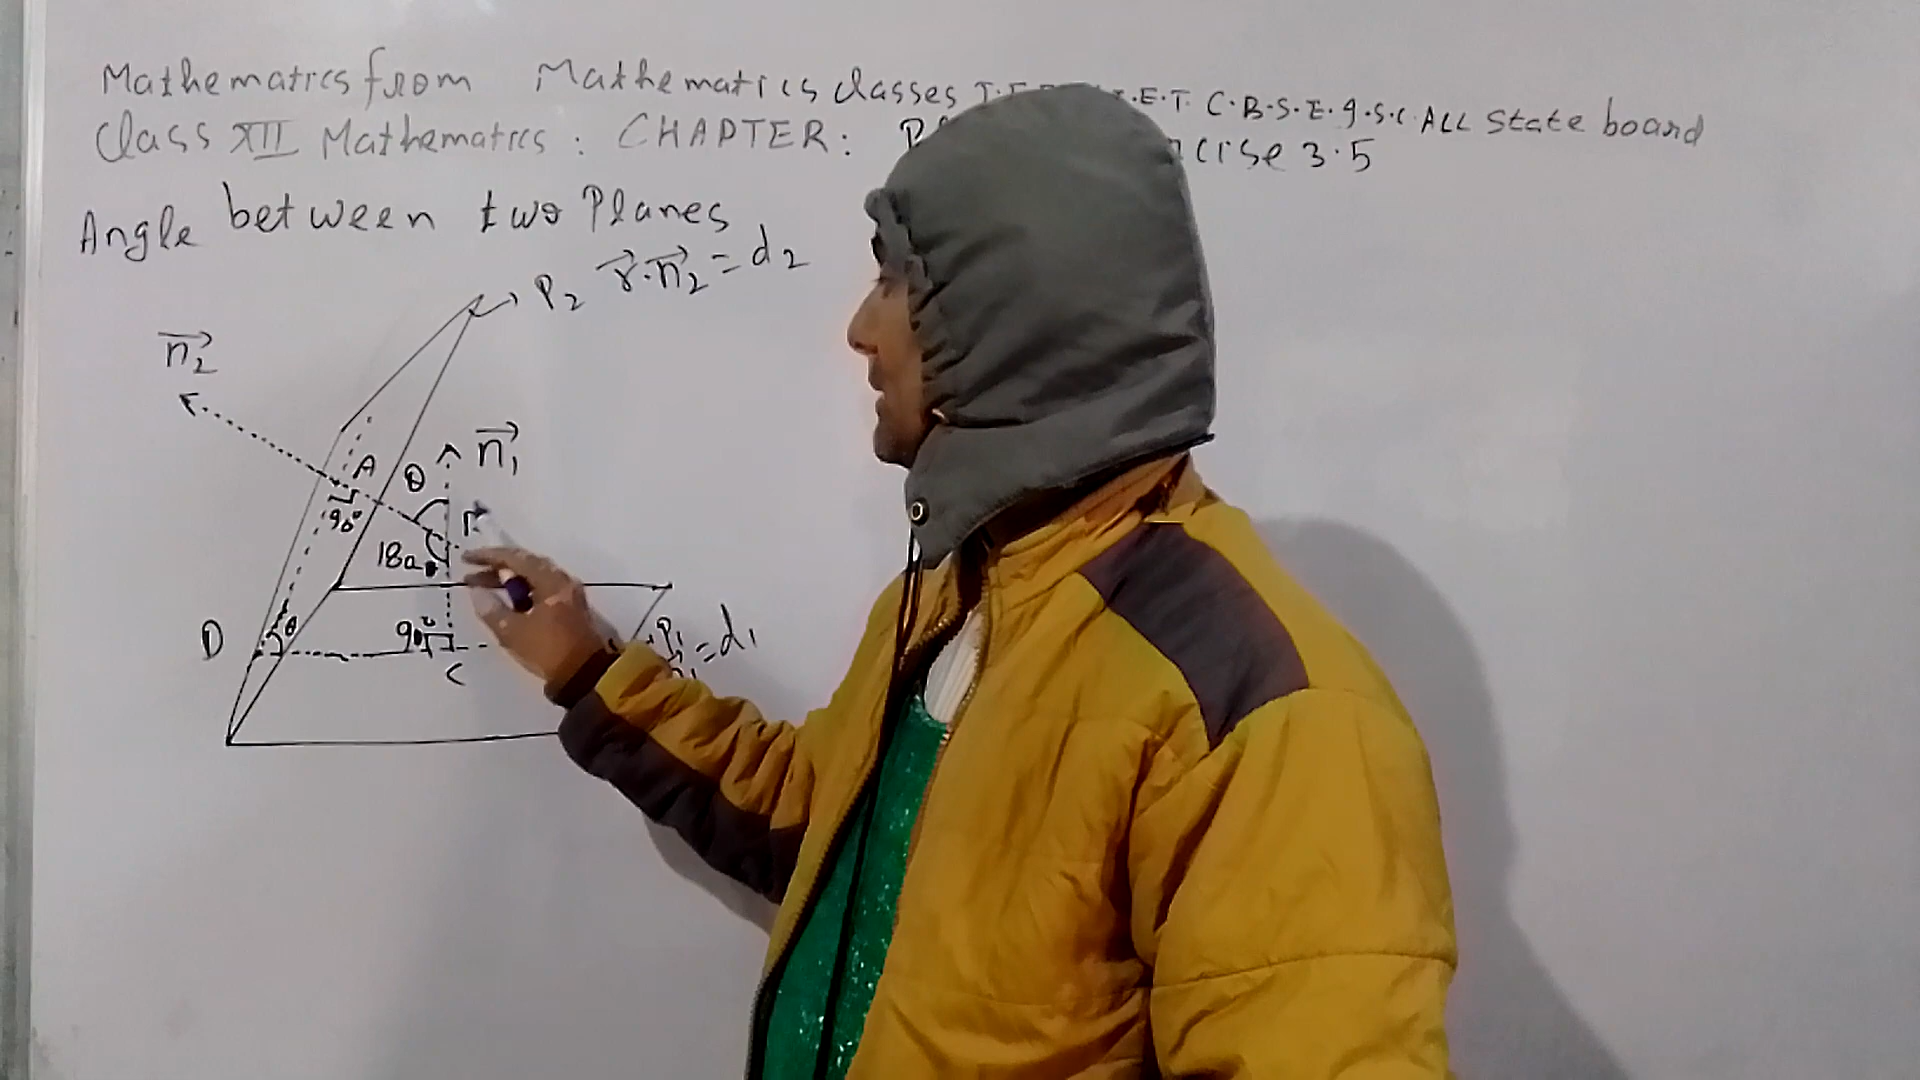 Mathematics from Mathematics classes C.B.S.E. I.S.C. ALL State board
Class XII Mathematics : CHAPTER : 3.5
Angle between two Planes
P2 r⃗.n⃗2 = d2
n⃗2
n⃗1
A θ
90°
180
D θ
90°
C
P1
= d1